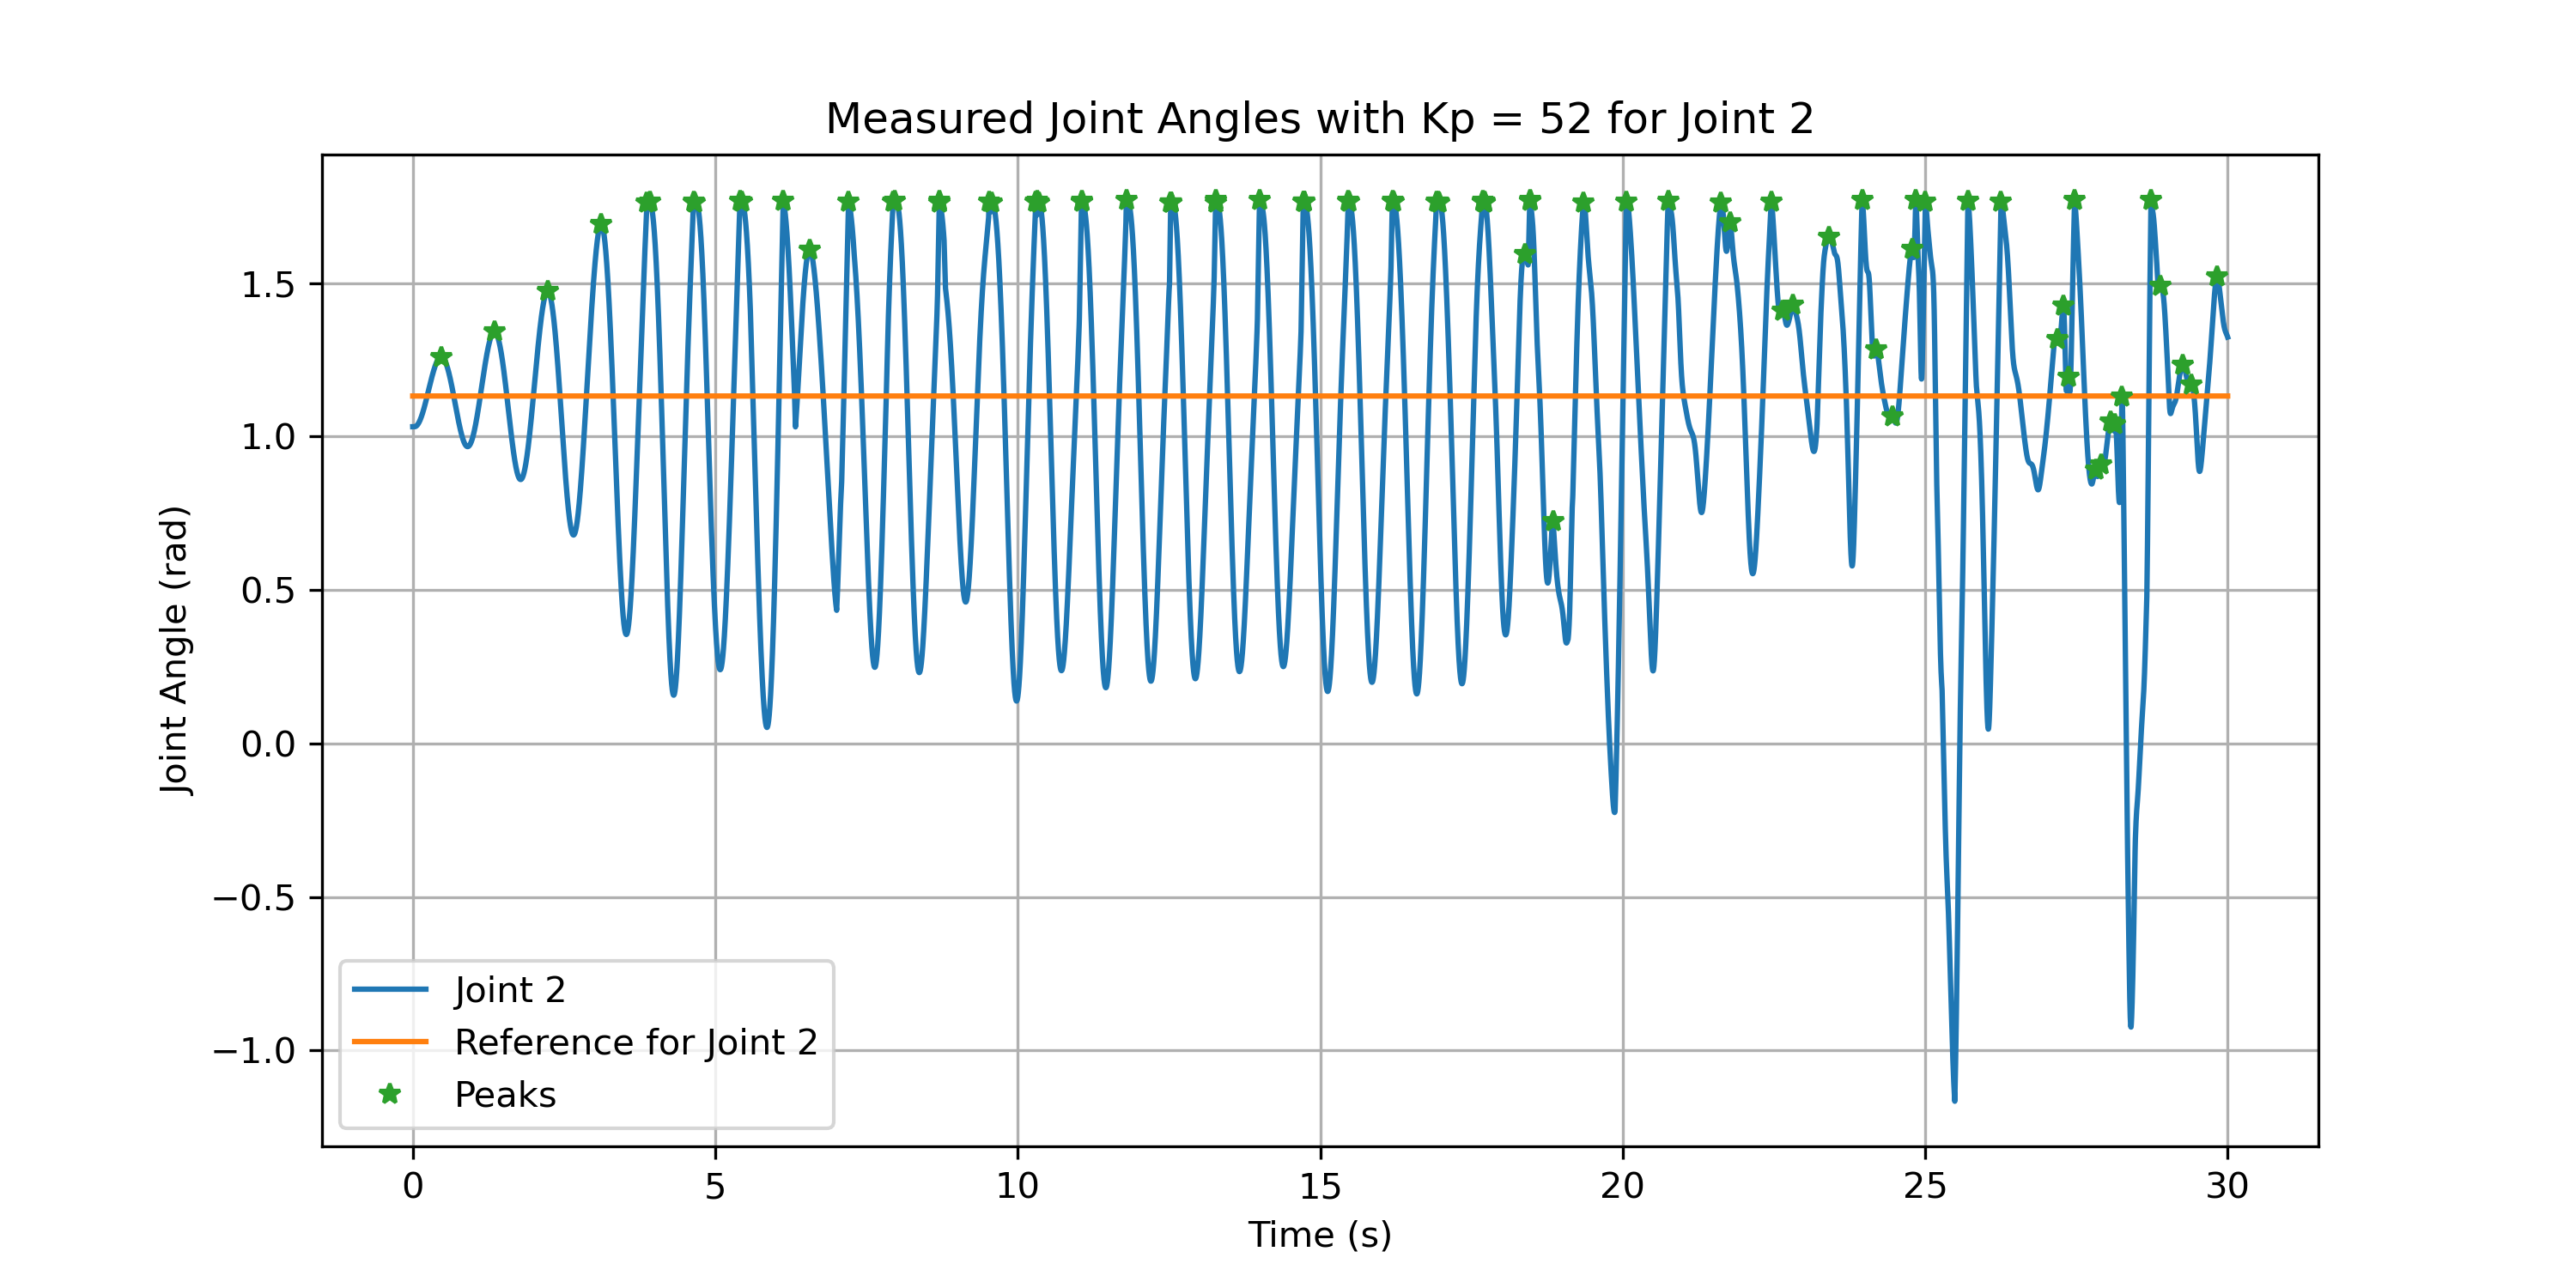 Measured Joint Angles with Kp = 52 for Joint 2
Joint Angle (rad)
1.5
1.0
0.5
0.0
−0.5
−1.0
Joint 2
Reference for Joint 2
Peaks
0 5 10 15 20 25 30
Time (s)